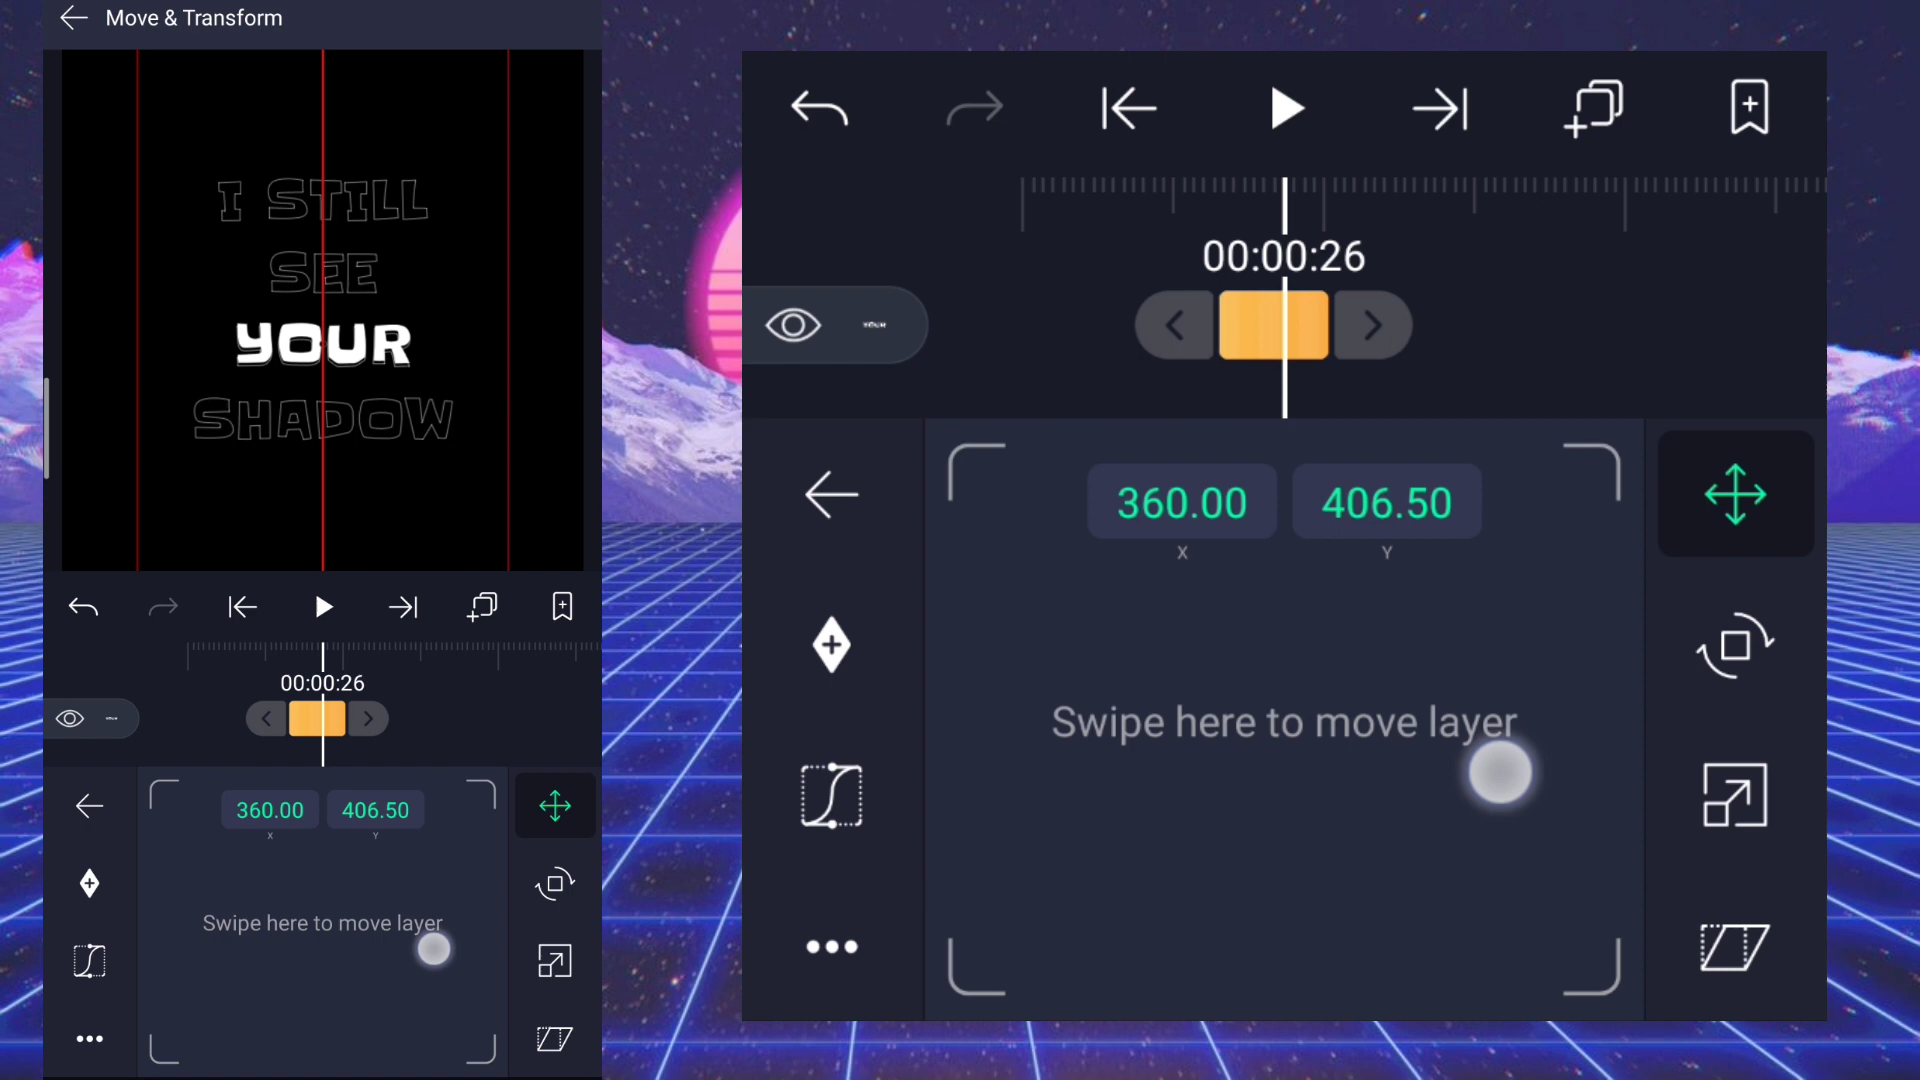 Move & Transform
I STILL
SEE
YOUR
SHADOW
00:00:26
360.00 406.50
X Y
Swipe here to move layer
00:00:26
YOUR
360.00 406.50
X Y
Swipe here to move layer